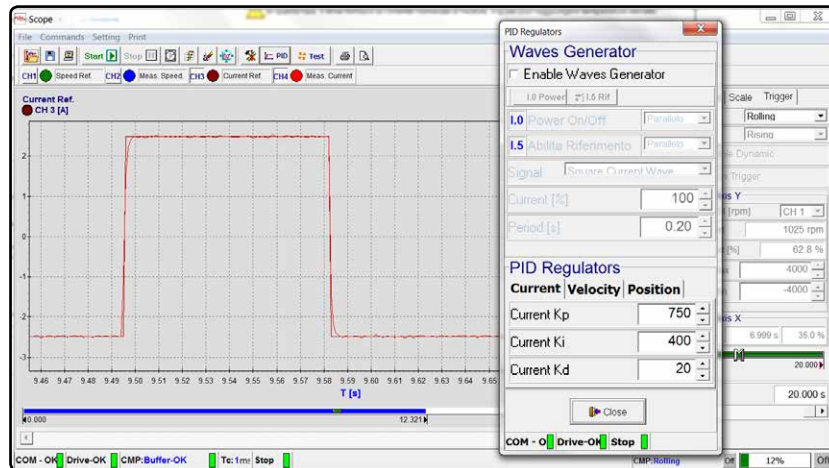 Scope
File Commands Setting Print
Start Stop PID Test
CH1 Speed Ref. CH2 Meas. Speed CH3 Current Ref. CH4 Meas. Current
Current Ref.
CH 3 [A]
2
1
0
-1
-2
-3
9.46 9.47 9.48 9.49 9.50 9.51 9.52 9.53 9.54 9.55 9.56 9.57 9.58 9.59 9.60 9.61 9.62 9.63 9.64 9.65
T [s]
0.000 12.321
COM - OK Drive-OK CMP:Buffer-OK Tc:1ms Stop
PID Regulators
Waves Generator
Enable Waves Generator
I.0 Power I.5 Rif
I.0 Power On/Off Parallelo
I.5 Abilita Riferimento Parallelo
Signal Square Current Wave
Current [%] 100
Period [s] 0.20
PID Regulators
Current Velocity Position
Current Kp 750
Current Ki 400
Current Kd 20
Close
COM - O Drive-OK Stop
Scale Trigger
Rolling
Rising
Dynamic
Trigger
Y
[rpm] CH 1
1025 rpm
[%] 62.8 %
4000
-4000
X
6.999 s 35.0 %
20.000
20.000 s
CMP:Rolling Off 12% Off